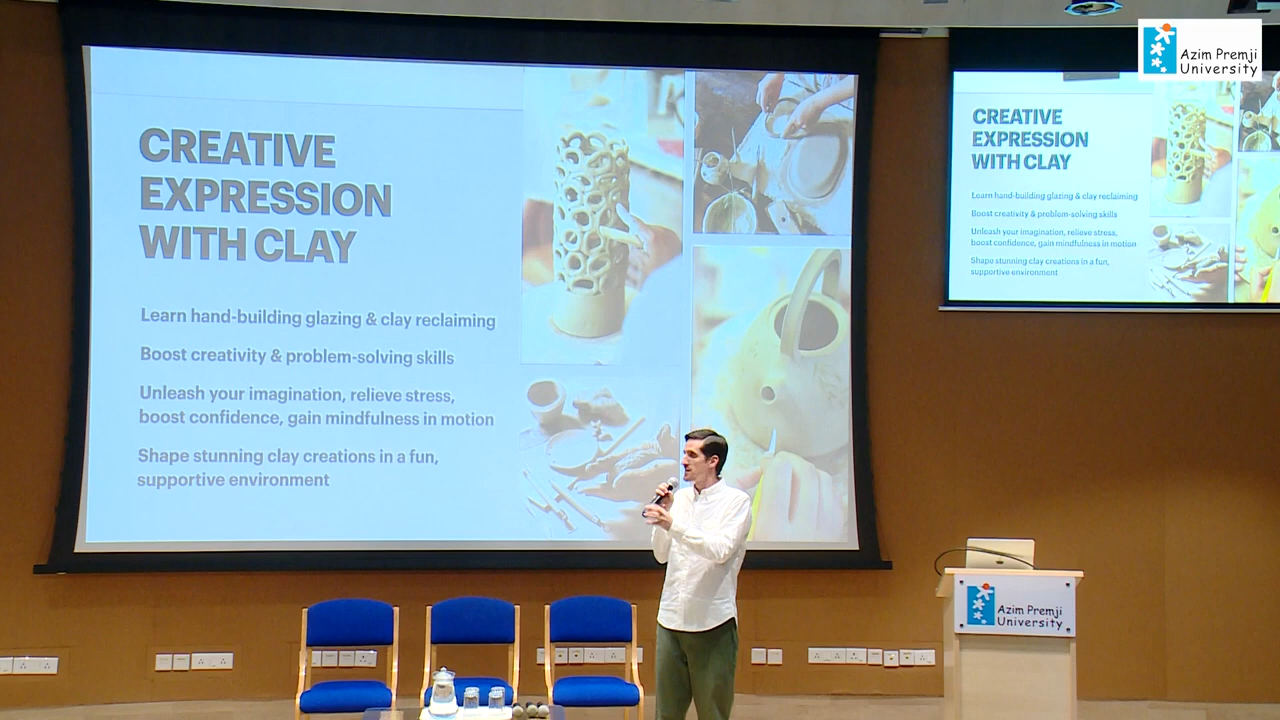 CREATIVE
EXPRESSION
WITH CLAY
Learn hand-building glazing & clay reclaiming
Boost creativity & problem-solving skills
Unleash your imagination, relieve stress,
boost confidence, gain mindfulness in motion
Shape stunning clay creations in a fun,
supportive environment
Azim Premji
University
CREATIVE
EXPRESSION
WITH CLAY
Learn hand-building glazing & clay reclaiming
Boost creativity & problem-solving skills
Unleash your imagination, relieve stress,
boost confidence, gain mindfulness in motion
Shape stunning clay creations in a fun,
supportive environment
Azim Premji
University